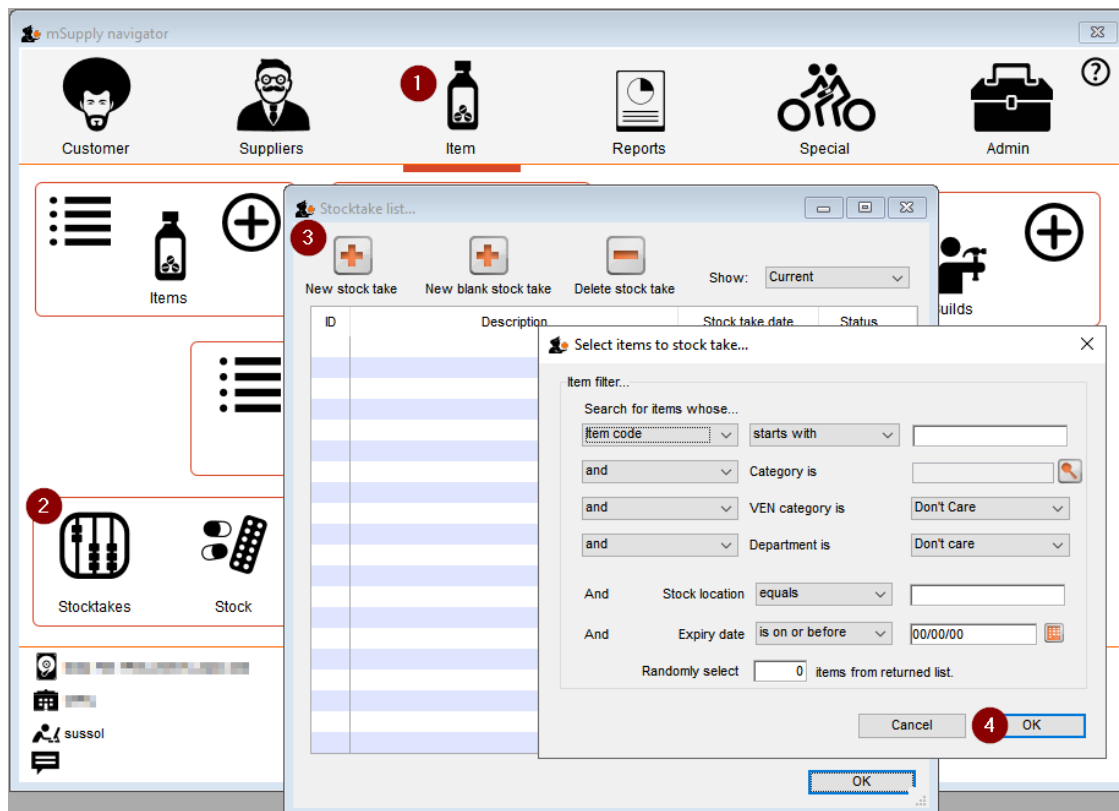 mSupply navigator
1
Customer
Suppliers
Item
Reports
Special
Admin
?
Items
Stocktake list...
3
New stock take
New blank stock take
Delete stock take
Show:
Current
uilds
ID
Description
Stock take date
Status
Select items to stock take...
Item filter...
Search for items whose...
Item code
starts with
and
Category is
and
VEN category is
Don't Care
and
Department is
Don't care
And
Stock location
equals
And
Expiry date
is on or before
00/00/00
Randomly select
0
items from returned list.
Cancel
4
OK
2
Stocktakes
Stock
sussol
OK